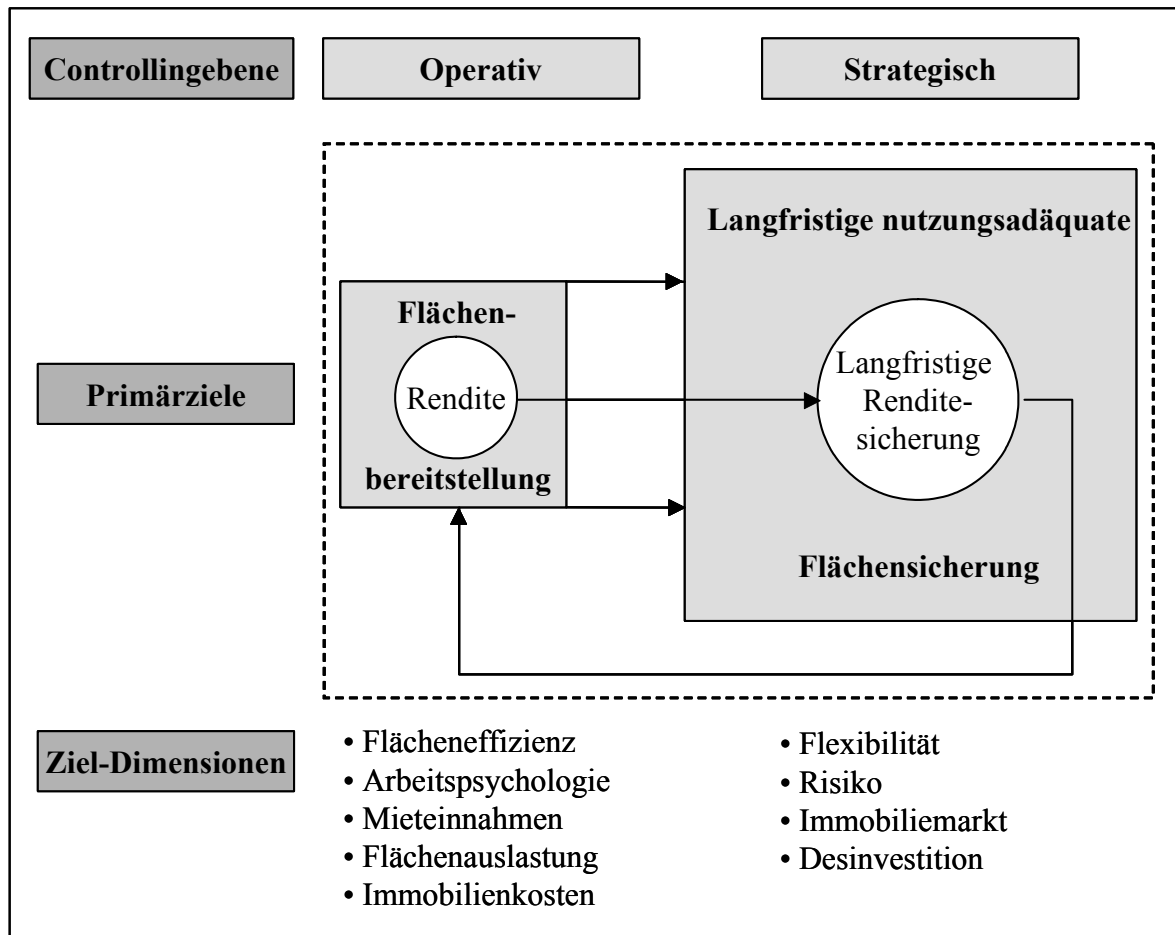 Controllingebene
Operativ
Strategisch
Primärziele
Flächen-
Rendite
bereitstellung
Langfristige nutzungsadäquate
Langfristige
Rendite-
sicherung
Flächensicherung
Ziel-Dimensionen
• Flächeneffizienz
• Arbeitspsychologie
• Mieteinnahmen
• Flächenauslastung
• Immobilienkosten
• Flexibilität
• Risiko
• Immobiliemarkt
• Desinvestition